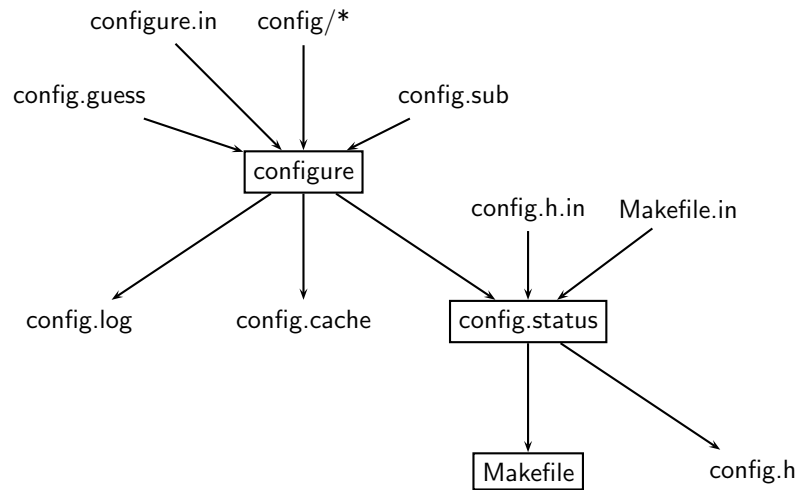 configure.in
config/*
config.guess
config.sub
configure
config.h.in
Makefile.in
config.log
config.cache
config.status
Makefile
config.h